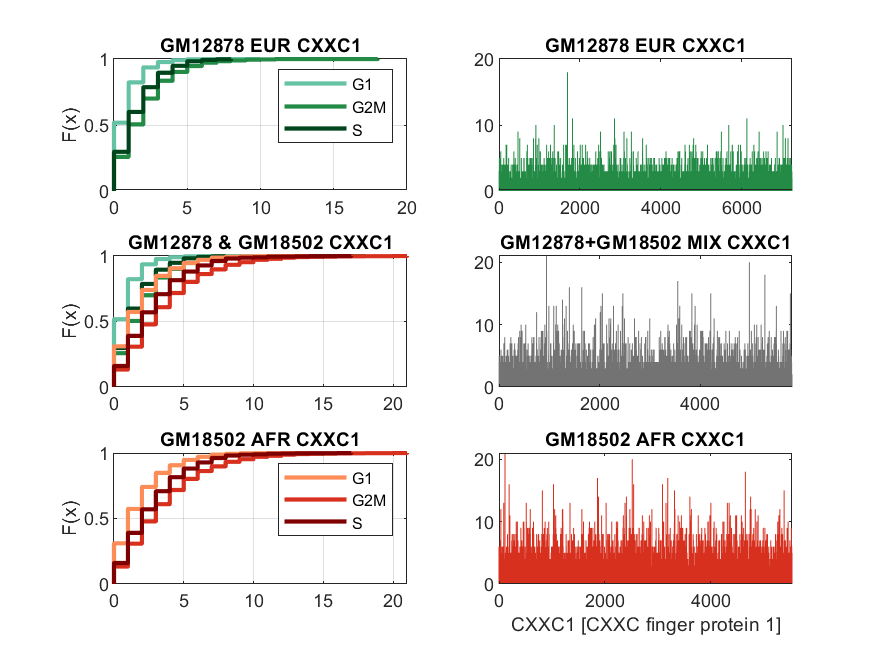 GM12878 EUR CXXC1
F(x)
1
0.5
0
0 5 10 15 20
G1
G2M
S
GM12878 EUR CXXC1
20
10
0
0 2000 4000 6000
GM12878 & GM18502 CXXC1
F(x)
1
0.5
0
0 5 10 15 20
GM12878+GM18502 MIX CXXC1
20
10
0
0 2000 4000
GM18502 AFR CXXC1
F(x)
1
0.5
0
0 5 10 15 20
G1
G2M
S
GM18502 AFR CXXC1
20
10
0
0 2000 4000
CXXC1 [CXXC finger protein 1]